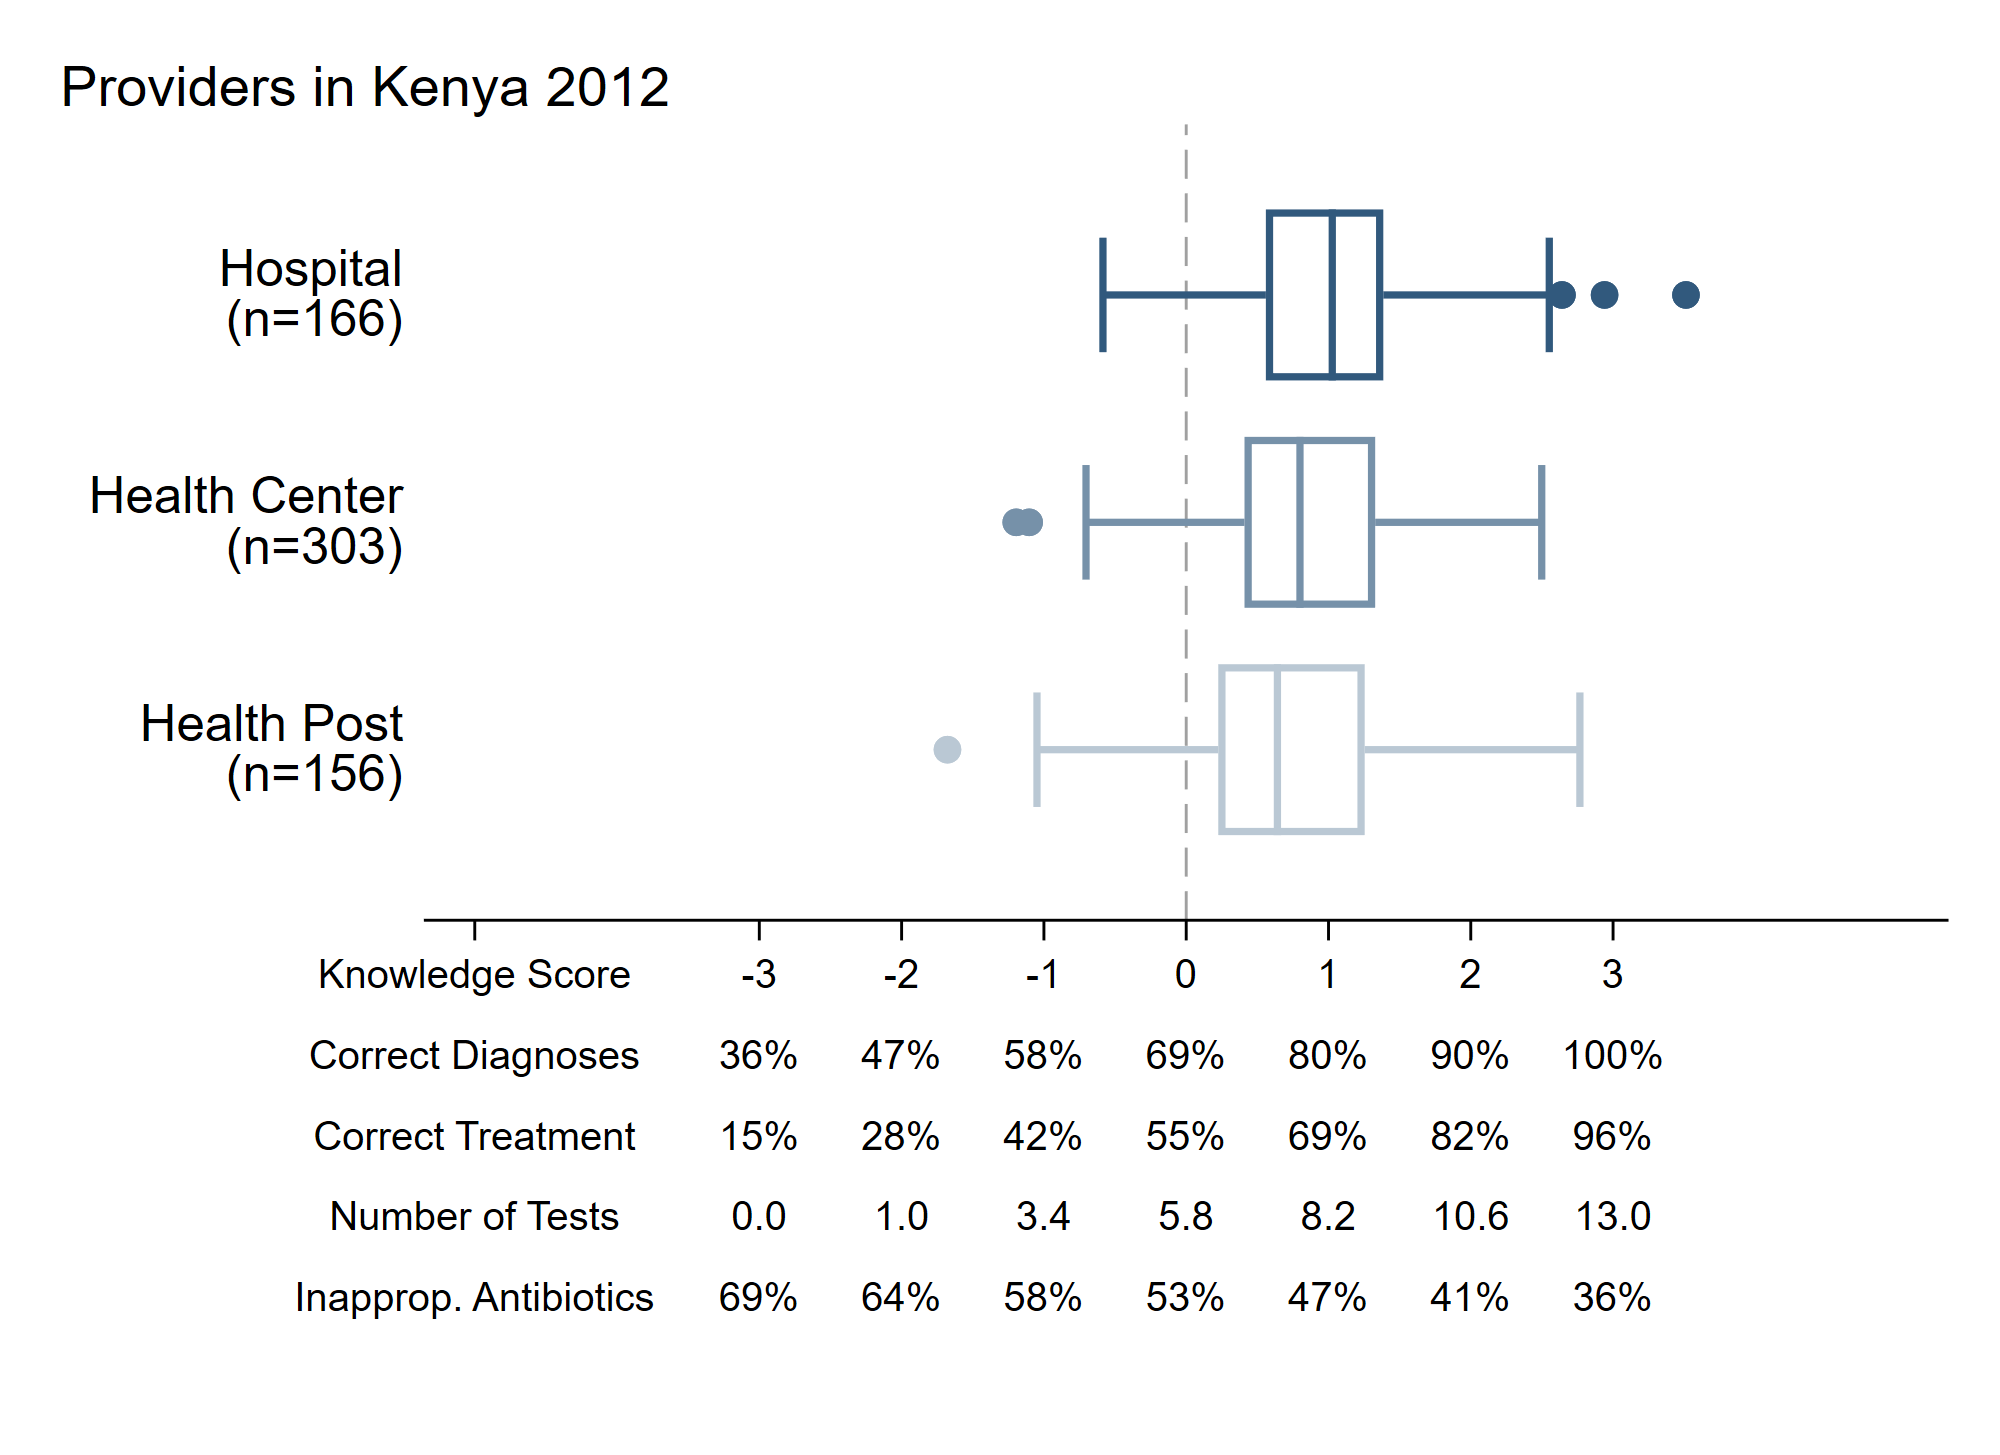 Providers in Kenya 2012
Hospital
(n=166)
Health Center
(n=303)
Health Post
(n=156)
Knowledge Score -3 -2 -1 0 1 2 3
Correct Diagnoses 36% 47% 58% 69% 80% 90% 100%
Correct Treatment 15% 28% 42% 55% 69% 82% 96%
Number of Tests 0.0 1.0 3.4 5.8 8.2 10.6 13.0
Inapprop. Antibiotics 69% 64% 58% 53% 47% 41% 36%